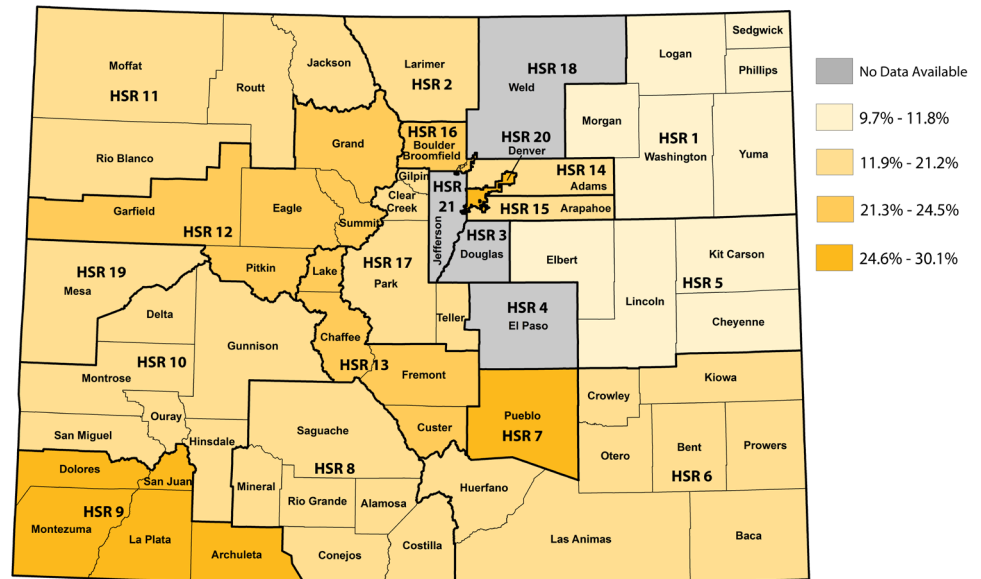 Sedgwick
Logan
Phillips
Jackson
Larimer
HSR 2
Moffat
HSR 11
Routt
HSR 18
Weld
Morgan
HSR 1
Washington
Yuma
Rio Blanco
Grand
HSR 16
Boulder
Broomfield
HSR 20
Denver
Gilpin
Clear
Creek
HSR
21
Jefferson
HSR 14
Adams
HSR 15
Arapahoe
Garfield
HSR 12
Eagle
Summit
HSR 3
Douglas
Elbert
Kit Carson
HSR 5
HSR 19
Mesa
Pitkin
Lake
HSR 17
Park
Lincoln
Cheyenne
Delta
Teller
HSR 4
El Paso
Gunnison
Chaffee
HSR 13
HSR 10
Montrose
Fremont
Kiowa
Crowley
Ouray
Pueblo
HSR 7
Custer
San Miguel
Hinsdale
Saguache
HSR 8
Otero
Bent
HSR 6
Prowers
Dolores
San Juan
Mineral
Rio Grande
Alamosa
Huerfano
HSR 9
Montezuma
La Plata
Archuleta
Conejos
Costilla
Las Animas
Baca
No Data Available
9.7% - 11.8%
11.9% - 21.2%
21.3% - 24.5%
24.6% - 30.1%